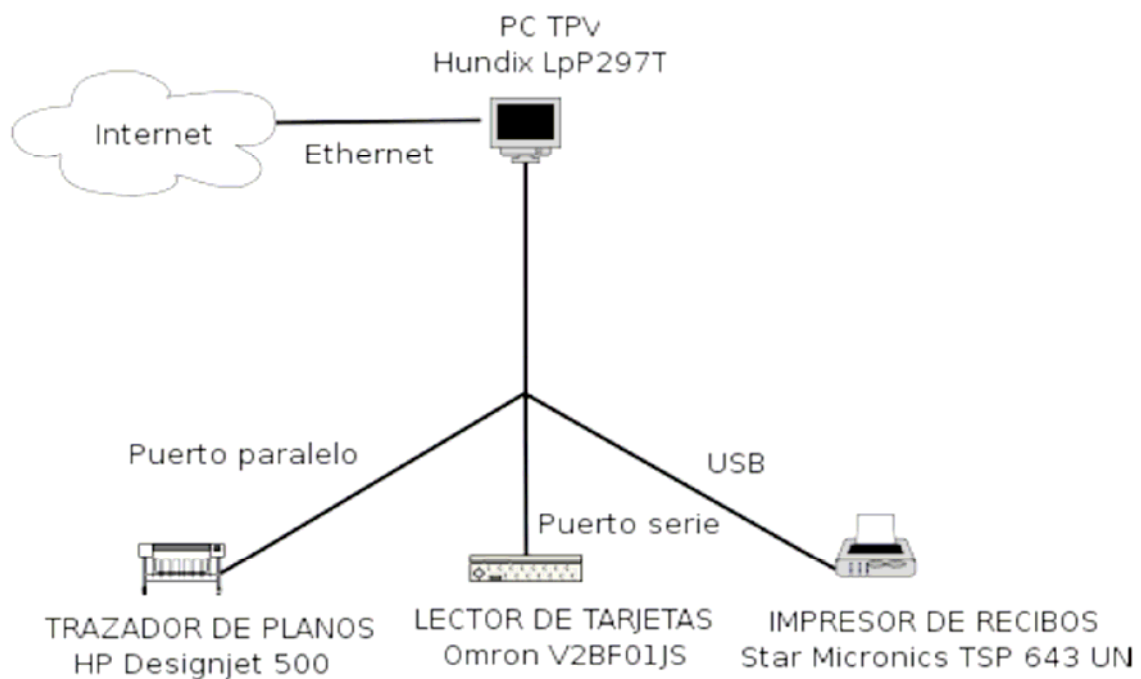 PC TPV
Hundix LpP297T
Internet
Ethernet
Puerto paralelo
USB
Puerto serie
TRAZADOR DE PLANOS
HP Designjet 500
LECTOR DE TARJETAS
Omron V2BF01JS
IMPRESOR DE RECIBOS
Star Micronics TSP 643 UN